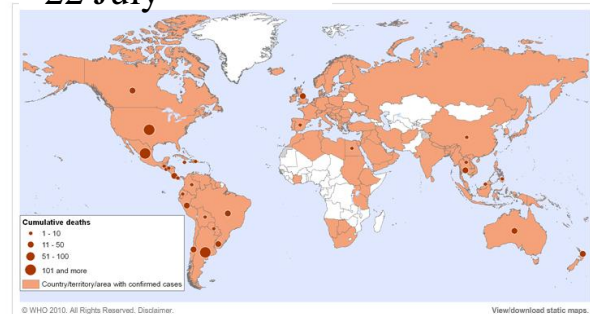 22 July
Cumulative deaths
1 - 10
11 - 50
51 - 100
101 and more
Country/territory/area with confirmed cases
© WHO 2010. All Rights Reserved. Disclaimer.
View/download static maps.